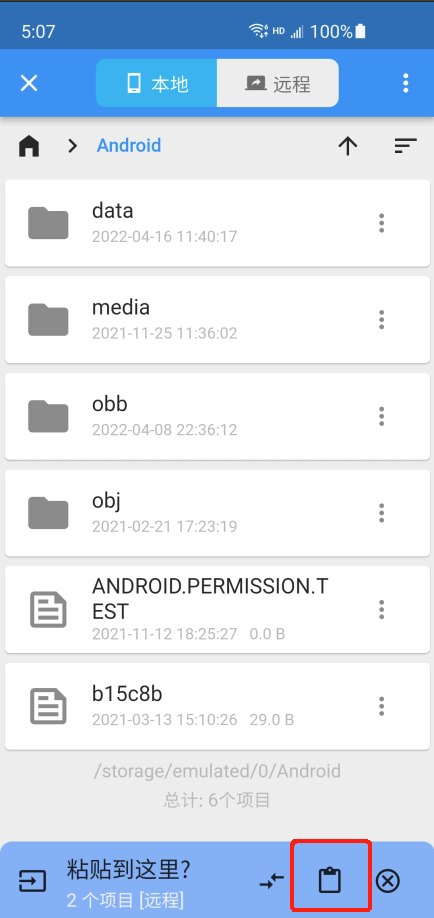 5:07 HD 100%
本地 远程
Android
data
2022-04-16 11:40:17
media
2021-11-25 11:36:02
obb
2022-04-08 22:36:12
obj
2021-02-21 17:23:19
ANDROID.PERMISSION.T
EST
2021-11-12 18:25:27 0.0 B
b15c8b
2021-03-13 15:10:26 29.0 B
/storage/emulated/0/Android
总计: 6个项目
粘贴到这里?
2 个项目 [远程]